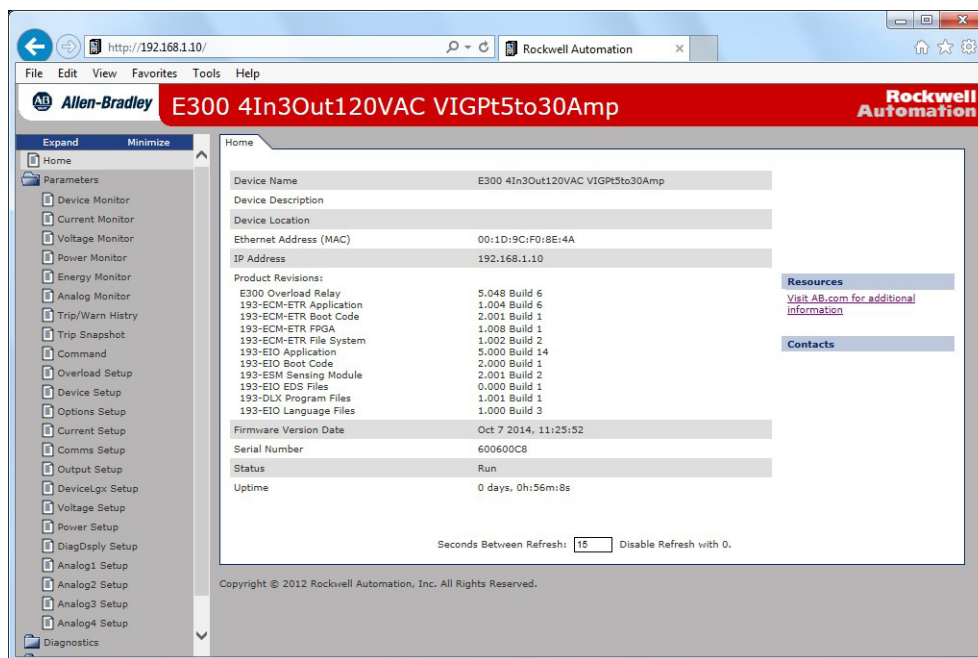 http://192.168.1.10/
Rockwell Automation
File Edit View Favorites Tools Help
AB Allen-Bradley
E300 4In3Out120VAC VIGPt5to30Amp
Rockwell
Automation
Expand Minimize
Home
Parameters
Device Monitor
Current Monitor
Voltage Monitor
Power Monitor
Energy Monitor
Analog Monitor
Trip/Warn Histry
Trip Snapshot
Command
Overload Setup
Device Setup
Options Setup
Current Setup
Comms Setup
Output Setup
DeviceLgx Setup
Voltage Setup
Power Setup
DiagDsply Setup
Analog1 Setup
Analog2 Setup
Analog3 Setup
Analog4 Setup
Diagnostics
Home
Device Name E300 4In3Out120VAC VIGPt5to30Amp
Device Description
Device Location
Ethernet Address (MAC) 00:1D:9C:F0:8E:4A
IP Address 192.168.1.10
Product Revisions:
E300 Overload Relay 5.048 Build 6
193-ECM-ETR Application 1.004 Build 6
193-ECM-ETR Boot Code 2.001 Build 1
193-ECM-ETR FPGA 1.008 Build 1
193-ECM-ETR File System 1.002 Build 2
193-EIO Application 5.000 Build 14
193-EIO Boot Code 2.000 Build 1
193-ESM Sensing Module 2.001 Build 2
193-EIO EDS Files 0.000 Build 1
193-DLX Program Files 1.001 Build 1
193-EIO Language Files 1.000 Build 3
Firmware Version Date Oct 7 2014, 11:25:52
Serial Number 600600C8
Status Run
Uptime 0 days, 0h:56m:8s
Seconds Between Refresh: 15 Disable Refresh with 0.
Resources
Visit AB.com for additional
information
Contacts
Copyright © 2012 Rockwell Automation, Inc. All Rights Reserved.